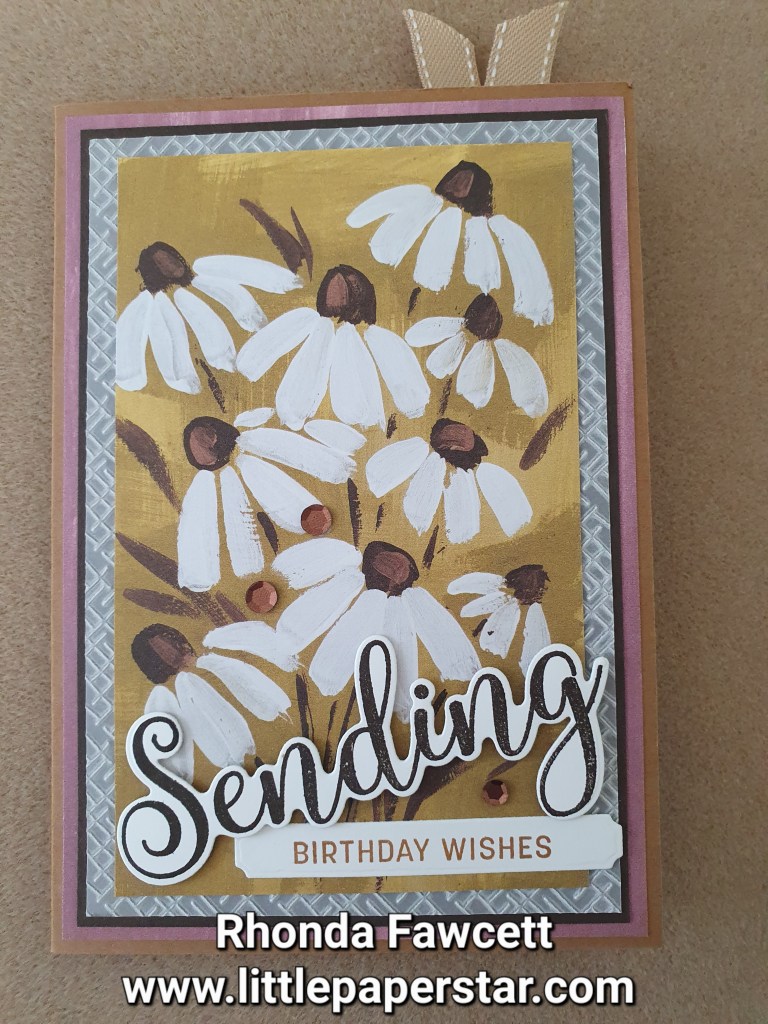 Sending
BIRTHDAY WISHES
Rhonda Fawcett
www.littlepaperstar.com